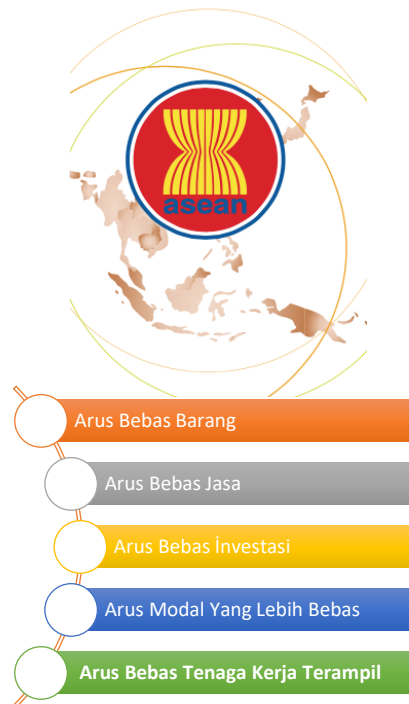 asean
Arus Bebas Barang
Arus Bebas Jasa
Arus Bebas İnvestasi
Arus Modal Yang Lebih Bebas
Arus Bebas Tenaga Kerja Terampil